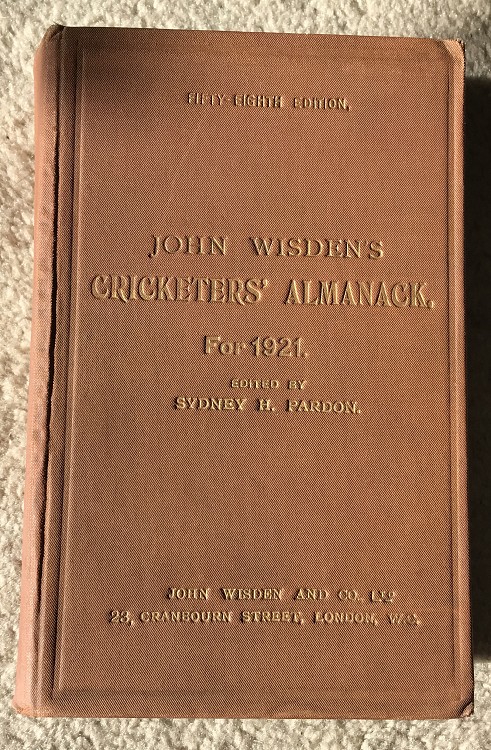 FIFTY-EIGHTH EDITION.
JOHN WISDEN'S
CRICKETERS' ALMANACK.
For 1921.
EDITED BY
SYDNEY H. PARDON.
JOHN WISDEN AND CO., LTD
23, CRANBOURN STREET, LONDON, W.C.